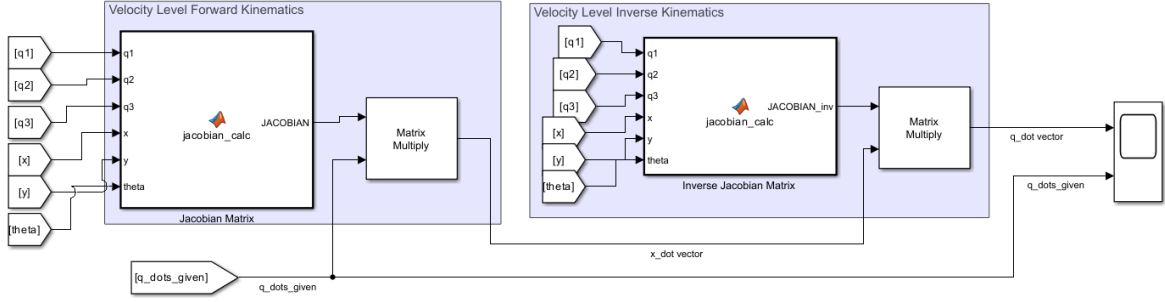 Velocity Level Forward Kinematics
[q1]
[q2]
[q3]
[x]
[y]
[theta]
q1
q2
q3
x
y
theta
jacobian_calc
JACOBIAN
Jacobian Matrix
Matrix
Multiply
Velocity Level Inverse Kinematics
[q1]
[q2]
[q3]
[x]
[y]
[theta]
q1
q2
q3
x
y
theta
jacobian_calc
JACOBIAN_inv
Inverse Jacobian Matrix
Matrix
Multiply
q_dot vector
q_dots_given
x_dot vector
[q_dots_given]
q_dots_given